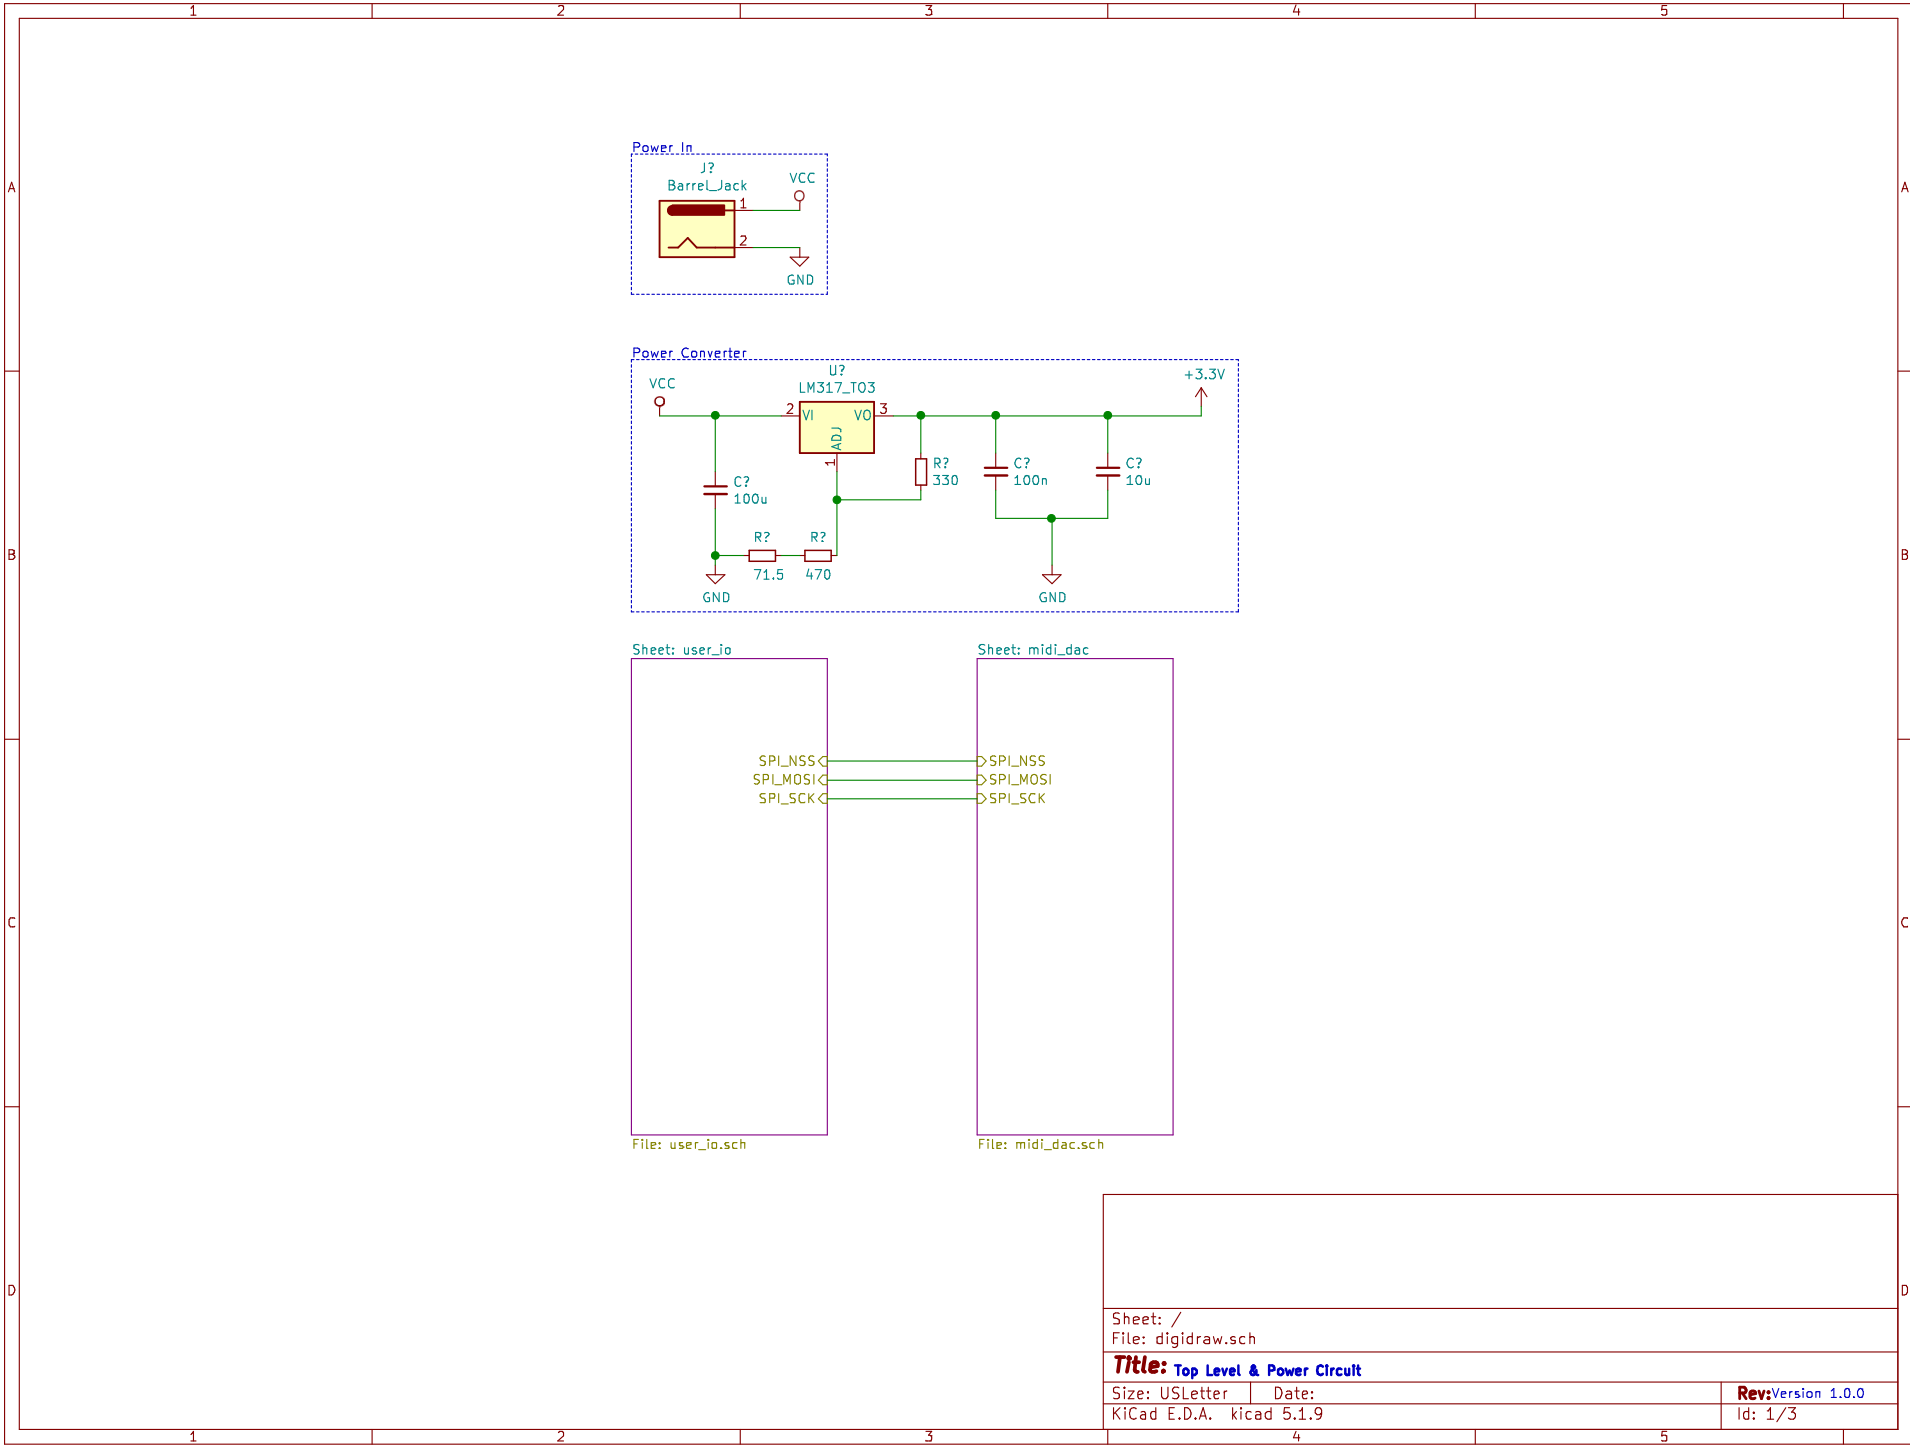 1 2 3 4 5
A A
Power In
J?
Barrel_Jack
VCC
1
2
GND
Power Converter
VCC
U?
LM317_TO3
+3.3V
2 VI VO 3
ADJ
1
R?
330
C?
100n
C?
10u
C?
100u
R? R?
71.5 470
GND GND
B B
Sheet: user_io Sheet: midi_dac
SPI_NSS SPI_NSS
SPI_MOSI SPI_MOSI
SPI_SCK SPI_SCK
C C
File: user_io.sch File: midi_dac.sch
D D
Sheet: /
File: digidraw.sch
Title: Top Level & Power Circuit
Size: USLetter Date: Rev:Version 1.0.0
KiCad E.D.A. kicad 5.1.9 Id: 1/3
1 2 3 4 5